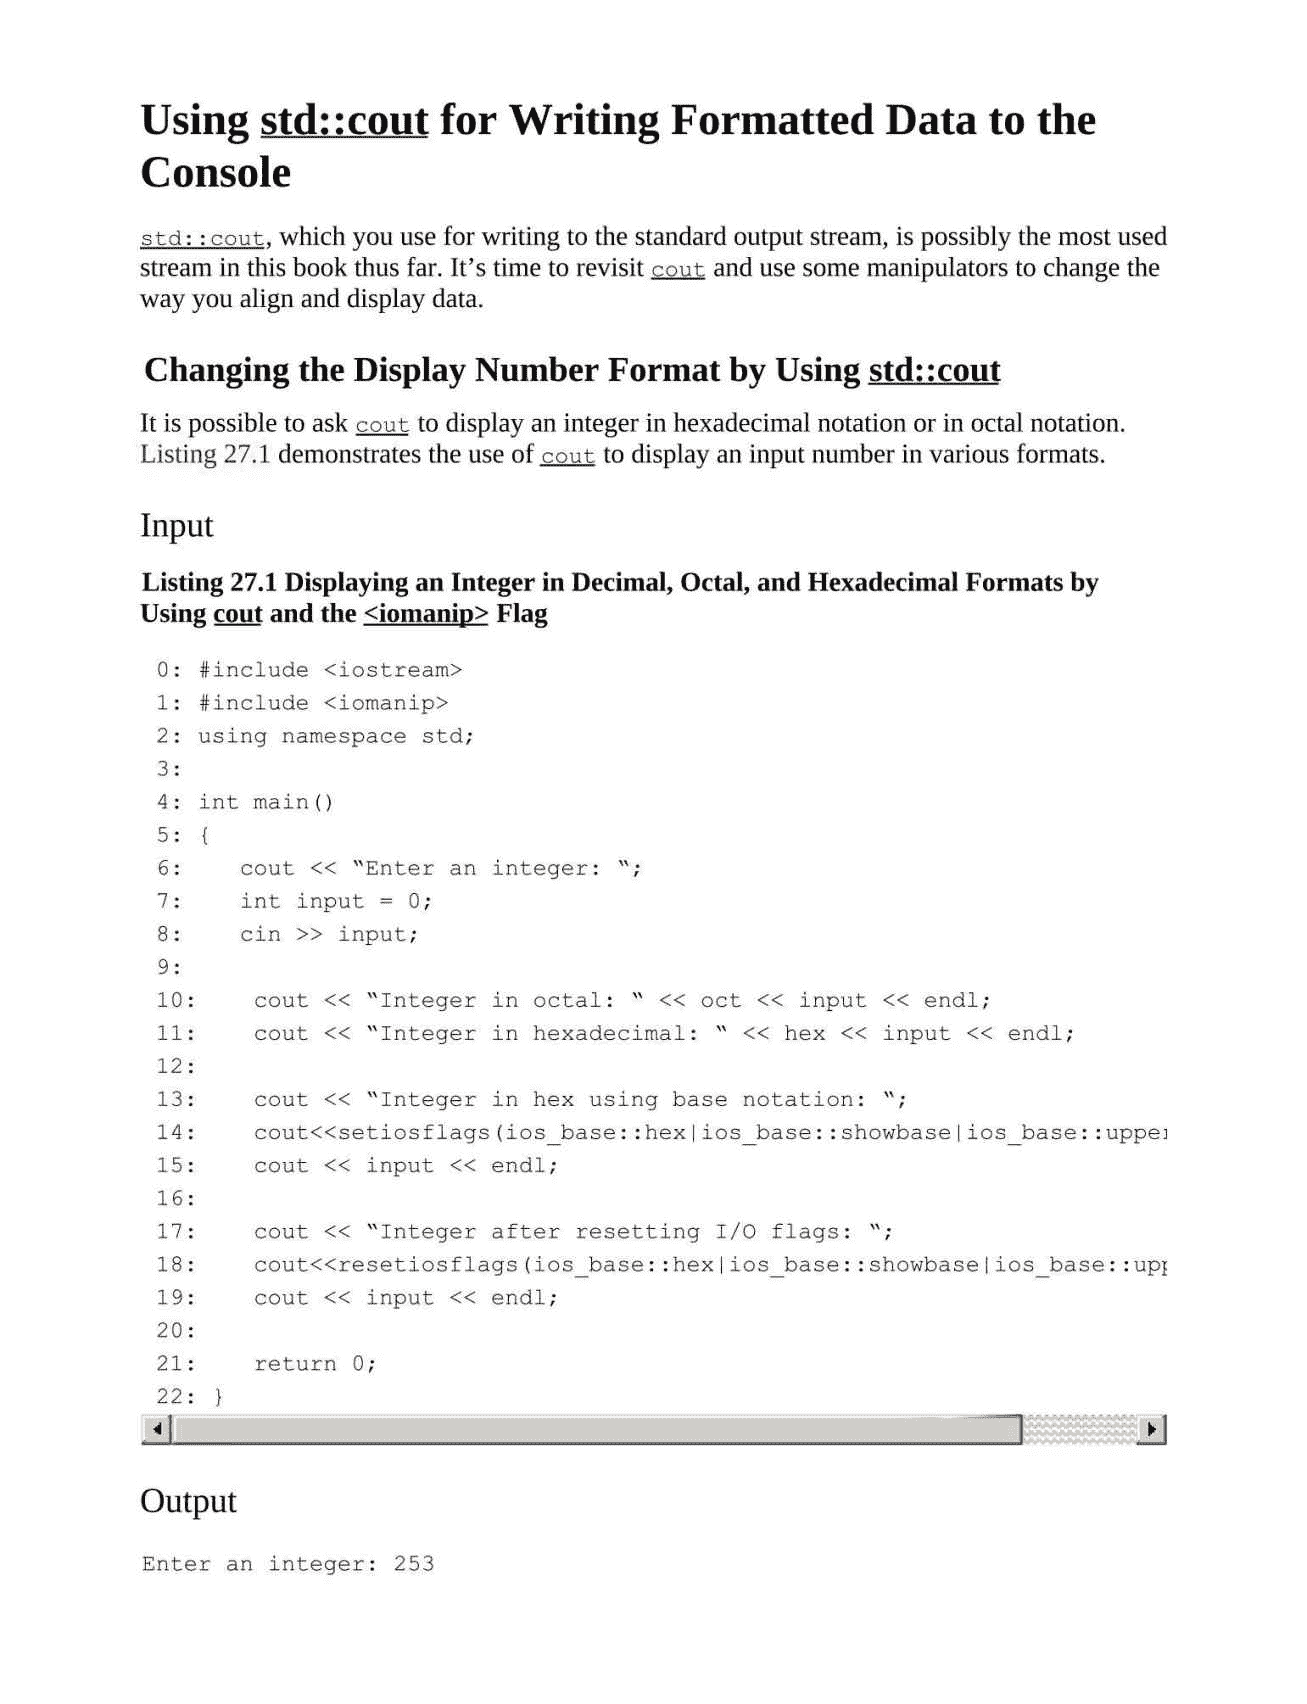 Using std::cout for Writing Formatted Data to the
Console
std::cout, which you use for writing to the standard output stream, is possibly the most used
stream in this book thus far. It’s time to revisit cout and use some manipulators to change the
way you align and display data.
Changing the Display Number Format by Using std::cout
It is possible to ask cout to display an integer in hexadecimal notation or in octal notation.
Listing 27.1 demonstrates the use of cout to display an input number in various formats.
Input
Listing 27.1 Displaying an Integer in Decimal, Octal, and Hexadecimal Formats by
Using cout and the <iomanip> Flag
0: #include <iostream>
1: #include <iomanip>
2: using namespace std;
3:
4: int main()
5: {
6:    cout << “Enter an integer: “;
7:    int input = 0;
8:    cin >> input;
9:
10:    cout << “Integer in octal: “ << oct << input << endl;
11:    cout << “Integer in hexadecimal: “ << hex << input << endl;
12:
13:    cout << “Integer in hex using base notation: “;
14:    cout<<setiosflags(ios_base::hex|ios_base::showbase|ios_base::upper
15:    cout << input << endl;
16:
17:    cout << “Integer after resetting I/O flags: “;
18:    cout<<resetiosflags(ios_base::hex|ios_base::showbase|ios_base::upp
19:    cout << input << endl;
20:
21:    return 0;
22: }
Output
Enter an integer: 253